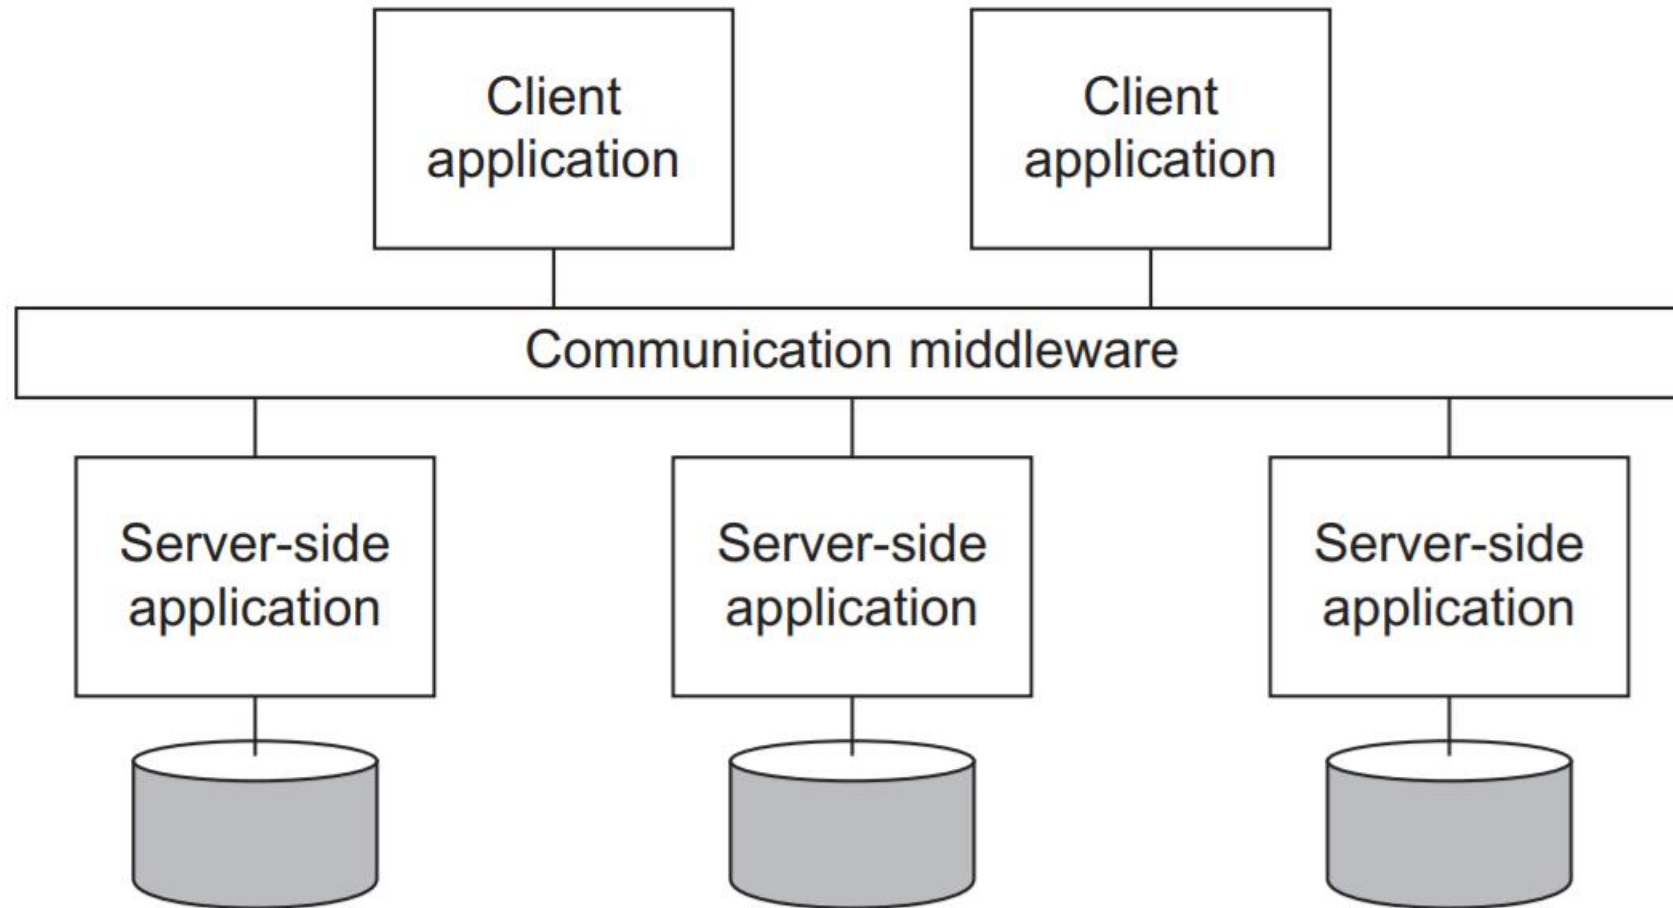 Client
application
Client
application
Communication middleware
Server-side
application
Server-side
application
Server-side
application